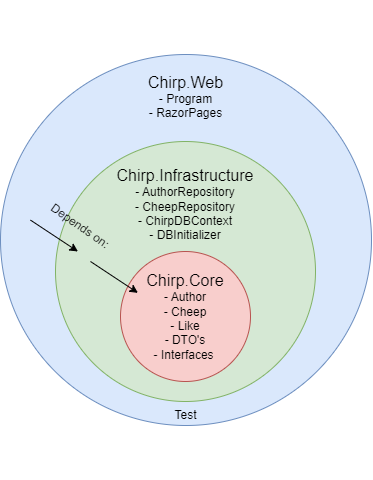 Chirp.Web
- Program
- RazorPages
Chirp.Infrastructure
- AuthorRepository
- CheepRepository
- ChirpDBContext
- DBInitializer
Depends on:
Chirp.Core
- Author
- Cheep
- Like
- DTO's
- Interfaces
Test